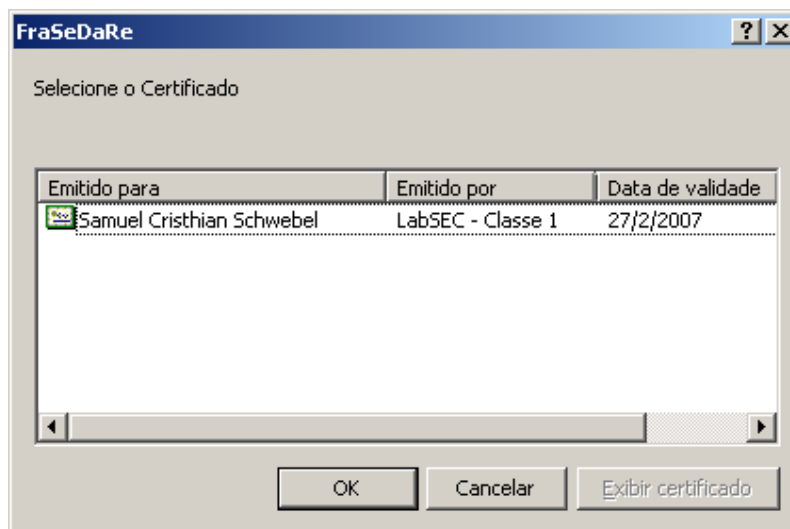 FraSeDaRe
Selecione o Certificado
Emitido para Emitido por Data de validade
Samuel Cristhian Schwebel LabSEC - Classe 1 27/2/2007
OK Cancelar Exibir certificado